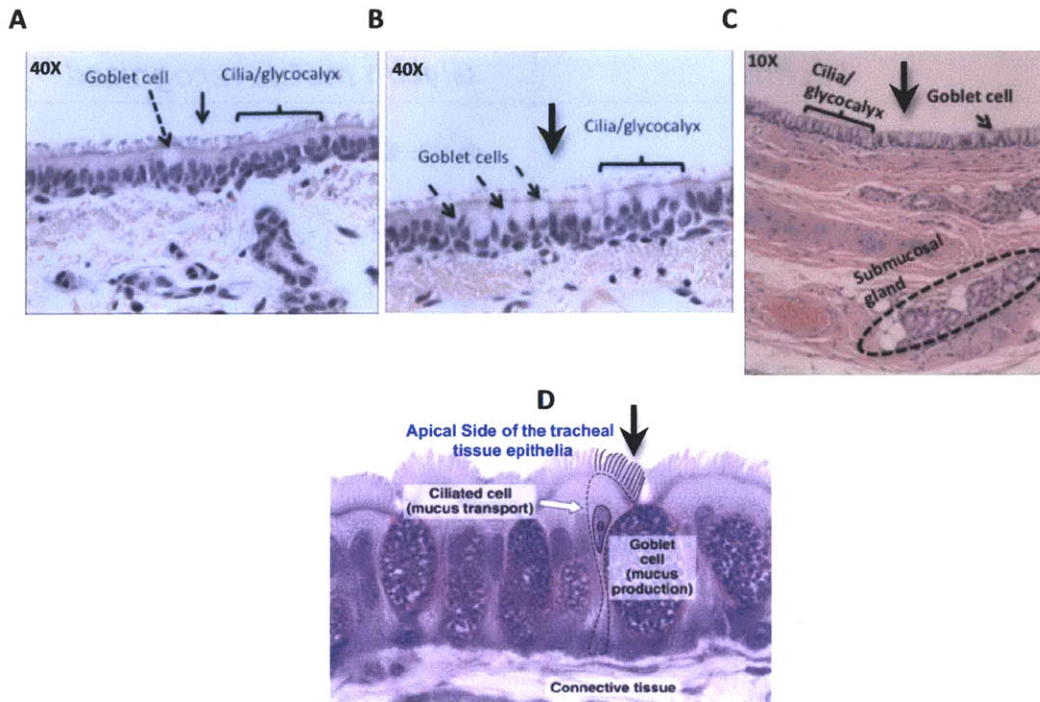 A
40X
Goblet cell
Cilia/glycocalyx
B
40X
Goblet cells
Cilia/glycocalyx
C
10X
Cilia/
glycocalyx
Goblet cell
Submucosal
gland
D
Apical Side of the tracheal
tissue epithelia
Ciliated cell
(mucus transport)
Goblet
cell
(mucus
production)
Connective tissue